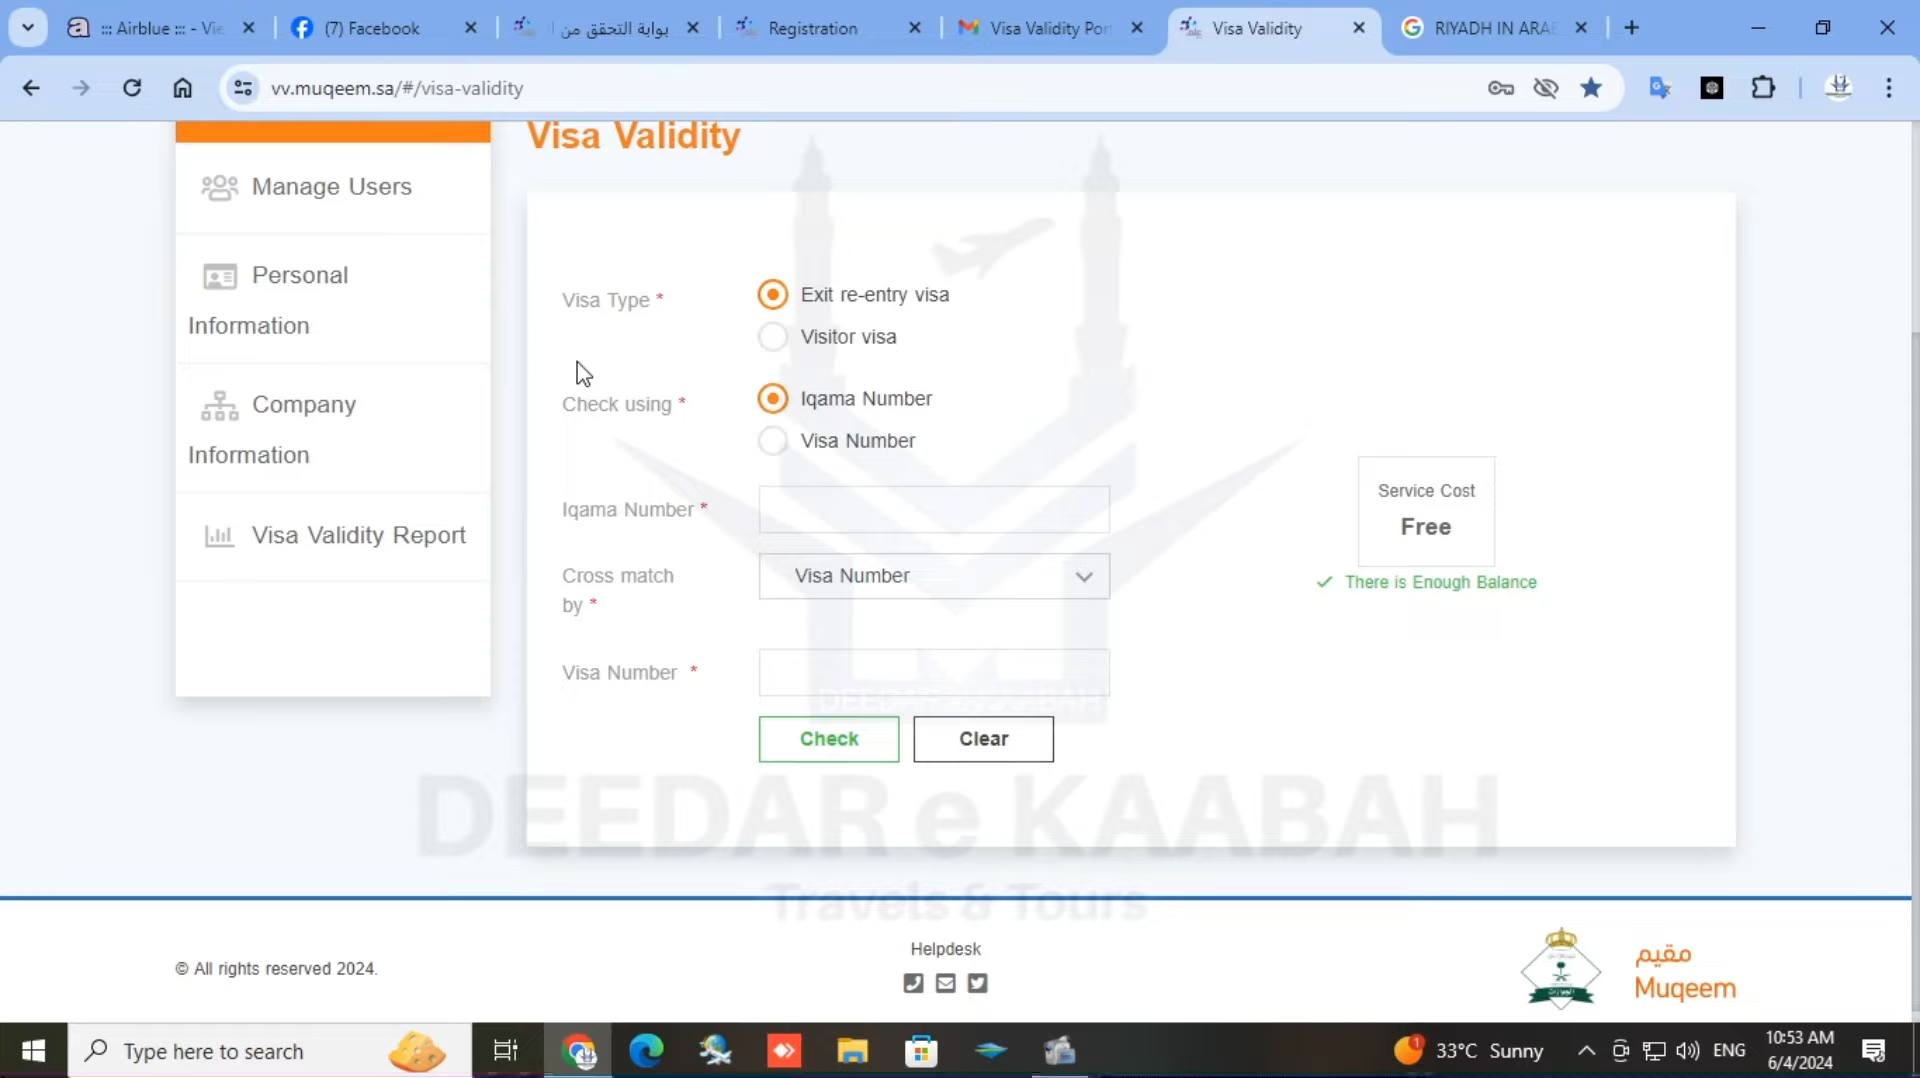 ::: Airblue ::: - Vie
(7) Facebook
بوابة التحقق من ا
Registration
Visa Validity Por
Visa Validity
RIYADH IN ARA
vv.muqeem.sa/#/visa-validity
Visa Validity
Manage Users
Personal
Information
Company
Information
Visa Validity Report
Visa Type *
Exit re-entry visa
Visitor visa
Check using *
Iqama Number
Visa Number
Iqama Number *
Cross match
by *
Visa Number
Visa Number *
Check
Clear
Service Cost
Free
There is Enough Balance
DEEDAR e KAABAH
DEEDAR e KAABAH
Travels & Tours
© All rights reserved 2024.
Helpdesk
مقيم
Muqeem
Type here to search
1
33°C Sunny
ENG
10:53 AM
6/4/2024